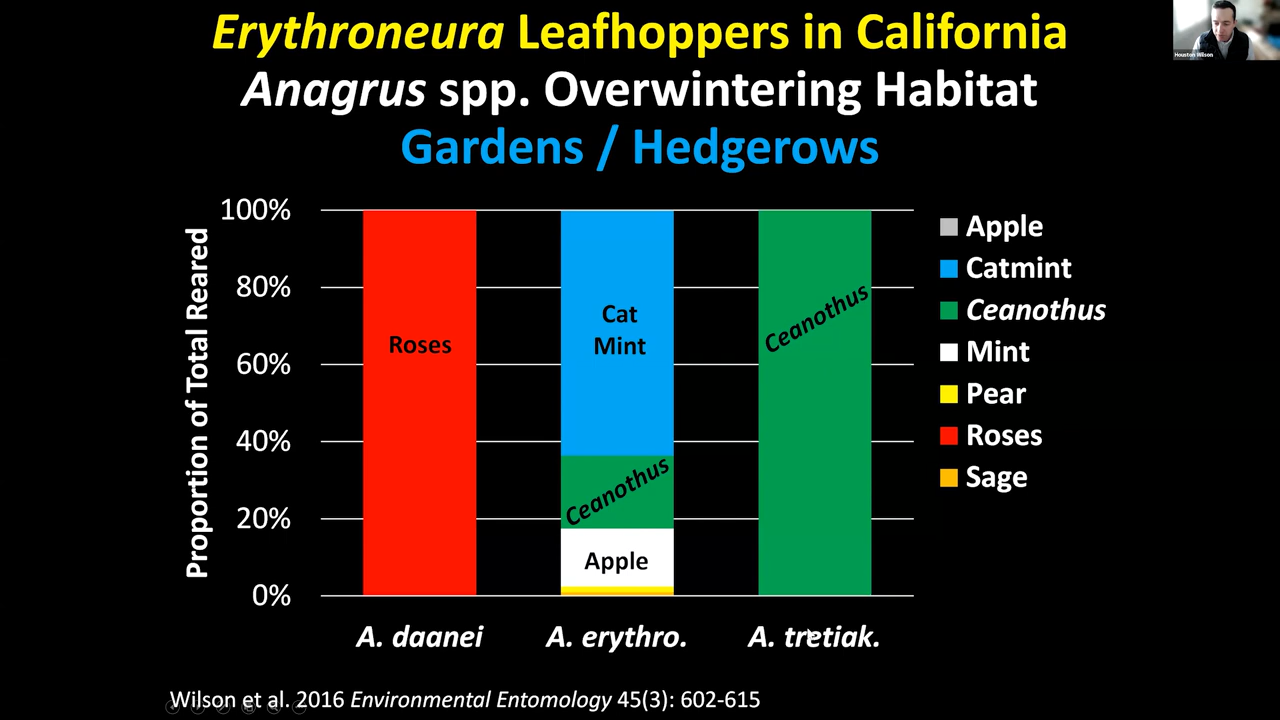 Erythroneura Leafhoppers in California
Anagrus spp. Overwintering Habitat
Gardens / Hedgerows
Houston Wilson
Proportion of Total Reared
100%
80%
60%
40%
20%
0%
Roses
Cat
Mint
Ceanothus
Apple
Ceanothus
A. daanei
A. erythro.
A. tretiak.
Apple
Catmint
Ceanothus
Mint
Pear
Roses
Sage
Wilson et al. 2016 Environmental Entomology 45(3): 602-615